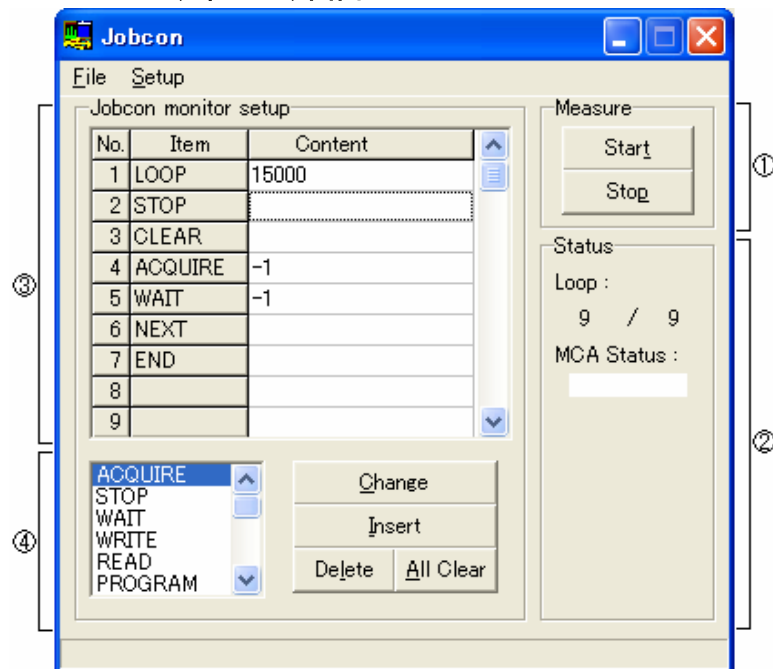 Jobcon
File Setup
Jobcon monitor setup
No. Item Content
1 LOOP 15000
2 STOP
3 CLEAR
4 ACQUIRE -1
5 WAIT -1
6 NEXT
7 END
8
9
③
ACQUIRE
STOP
WAIT
WRITE
READ
PROGRAM
④
Change
Insert
Delete All Clear
Measure
Start
Stop
①
Status
Loop :
9 / 9
MCA Status :
②